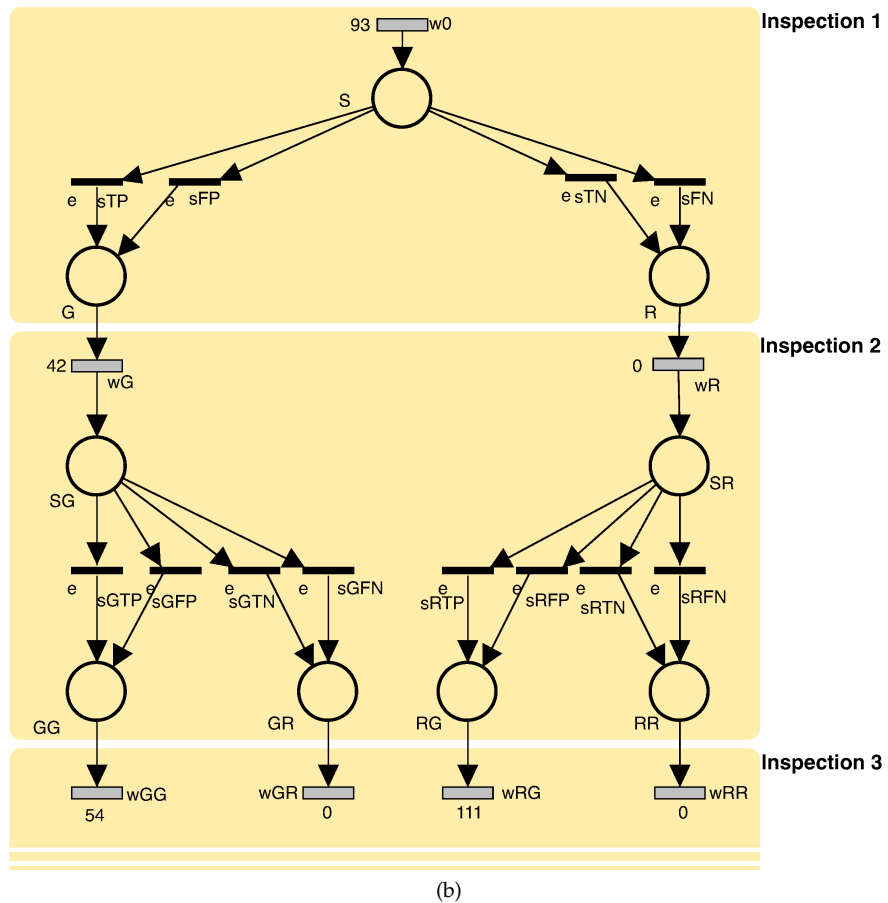 93 w0 Inspection 1
S
e sTP e sFP e sTN e sFN
G R
Inspection 2
42 wG 0 wR
SG SR
e sGTP e sGFP e sGTN e sGFN e sRTP e sRFP e sRTN e sRFN
GG GR RG RR
Inspection 3
wGG wGR wRG wRR
54 0 111 0
(b)